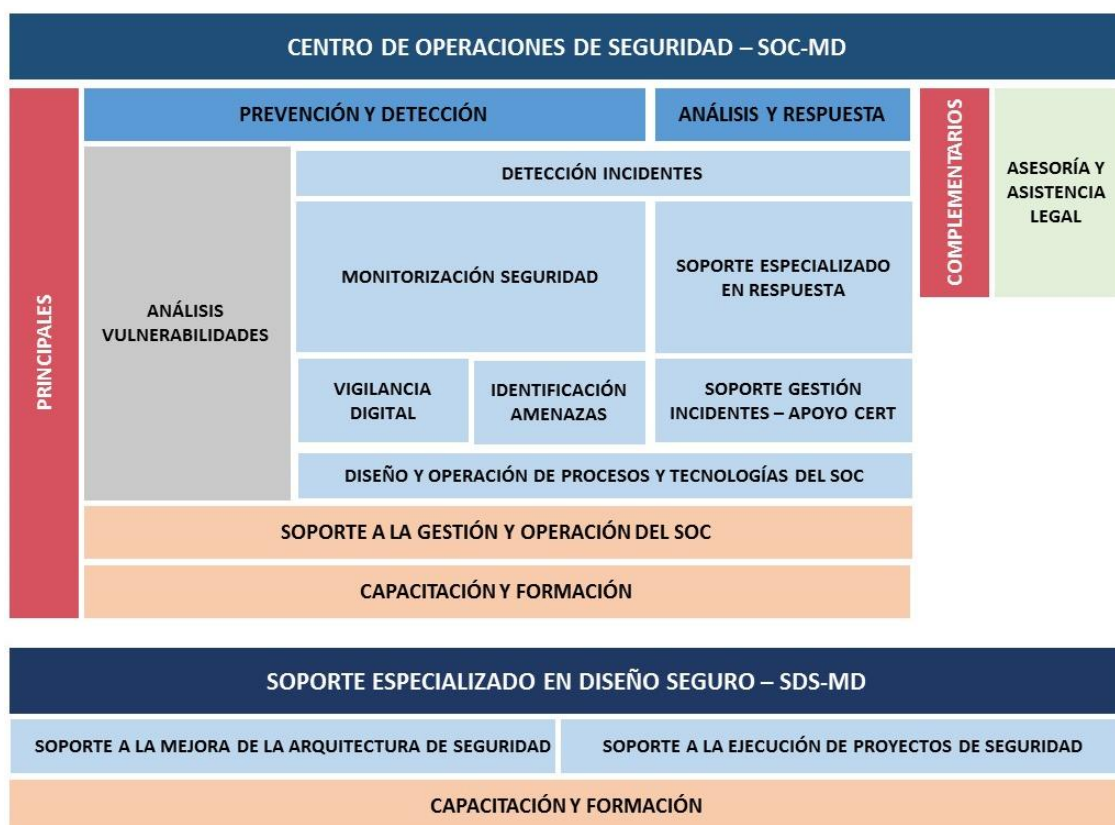 CENTRO DE OPERACIONES DE SEGURIDAD – SOC-MD
PRINCIPALES
PREVENCIÓN Y DETECCIÓN
ANÁLISIS Y RESPUESTA
COMPLEMENTARIOS
ASESORÍA Y
ASISTENCIA
LEGAL
ANÁLISIS
VULNERABILIDADES
DETECCIÓN INCIDENTES
MONITORIZACIÓN SEGURIDAD
SOPORTE ESPECIALIZADO
EN RESPUESTA
VIGILANCIA
DIGITAL
IDENTIFICACIÓN
AMENAZAS
SOPORTE GESTIÓN
INCIDENTES – APOYO CERT
DISEÑO Y OPERACIÓN DE PROCESOS Y TECNOLOGÍAS DEL SOC
SOPORTE A LA GESTIÓN Y OPERACIÓN DEL SOC
CAPACITACIÓN Y FORMACIÓN
SOPORTE ESPECIALIZADO EN DISEÑO SEGURO – SDS-MD
SOPORTE A LA MEJORA DE LA ARQUITECTURA DE SEGURIDAD
SOPORTE A LA EJECUCIÓN DE PROYECTOS DE SEGURIDAD
CAPACITACIÓN Y FORMACIÓN